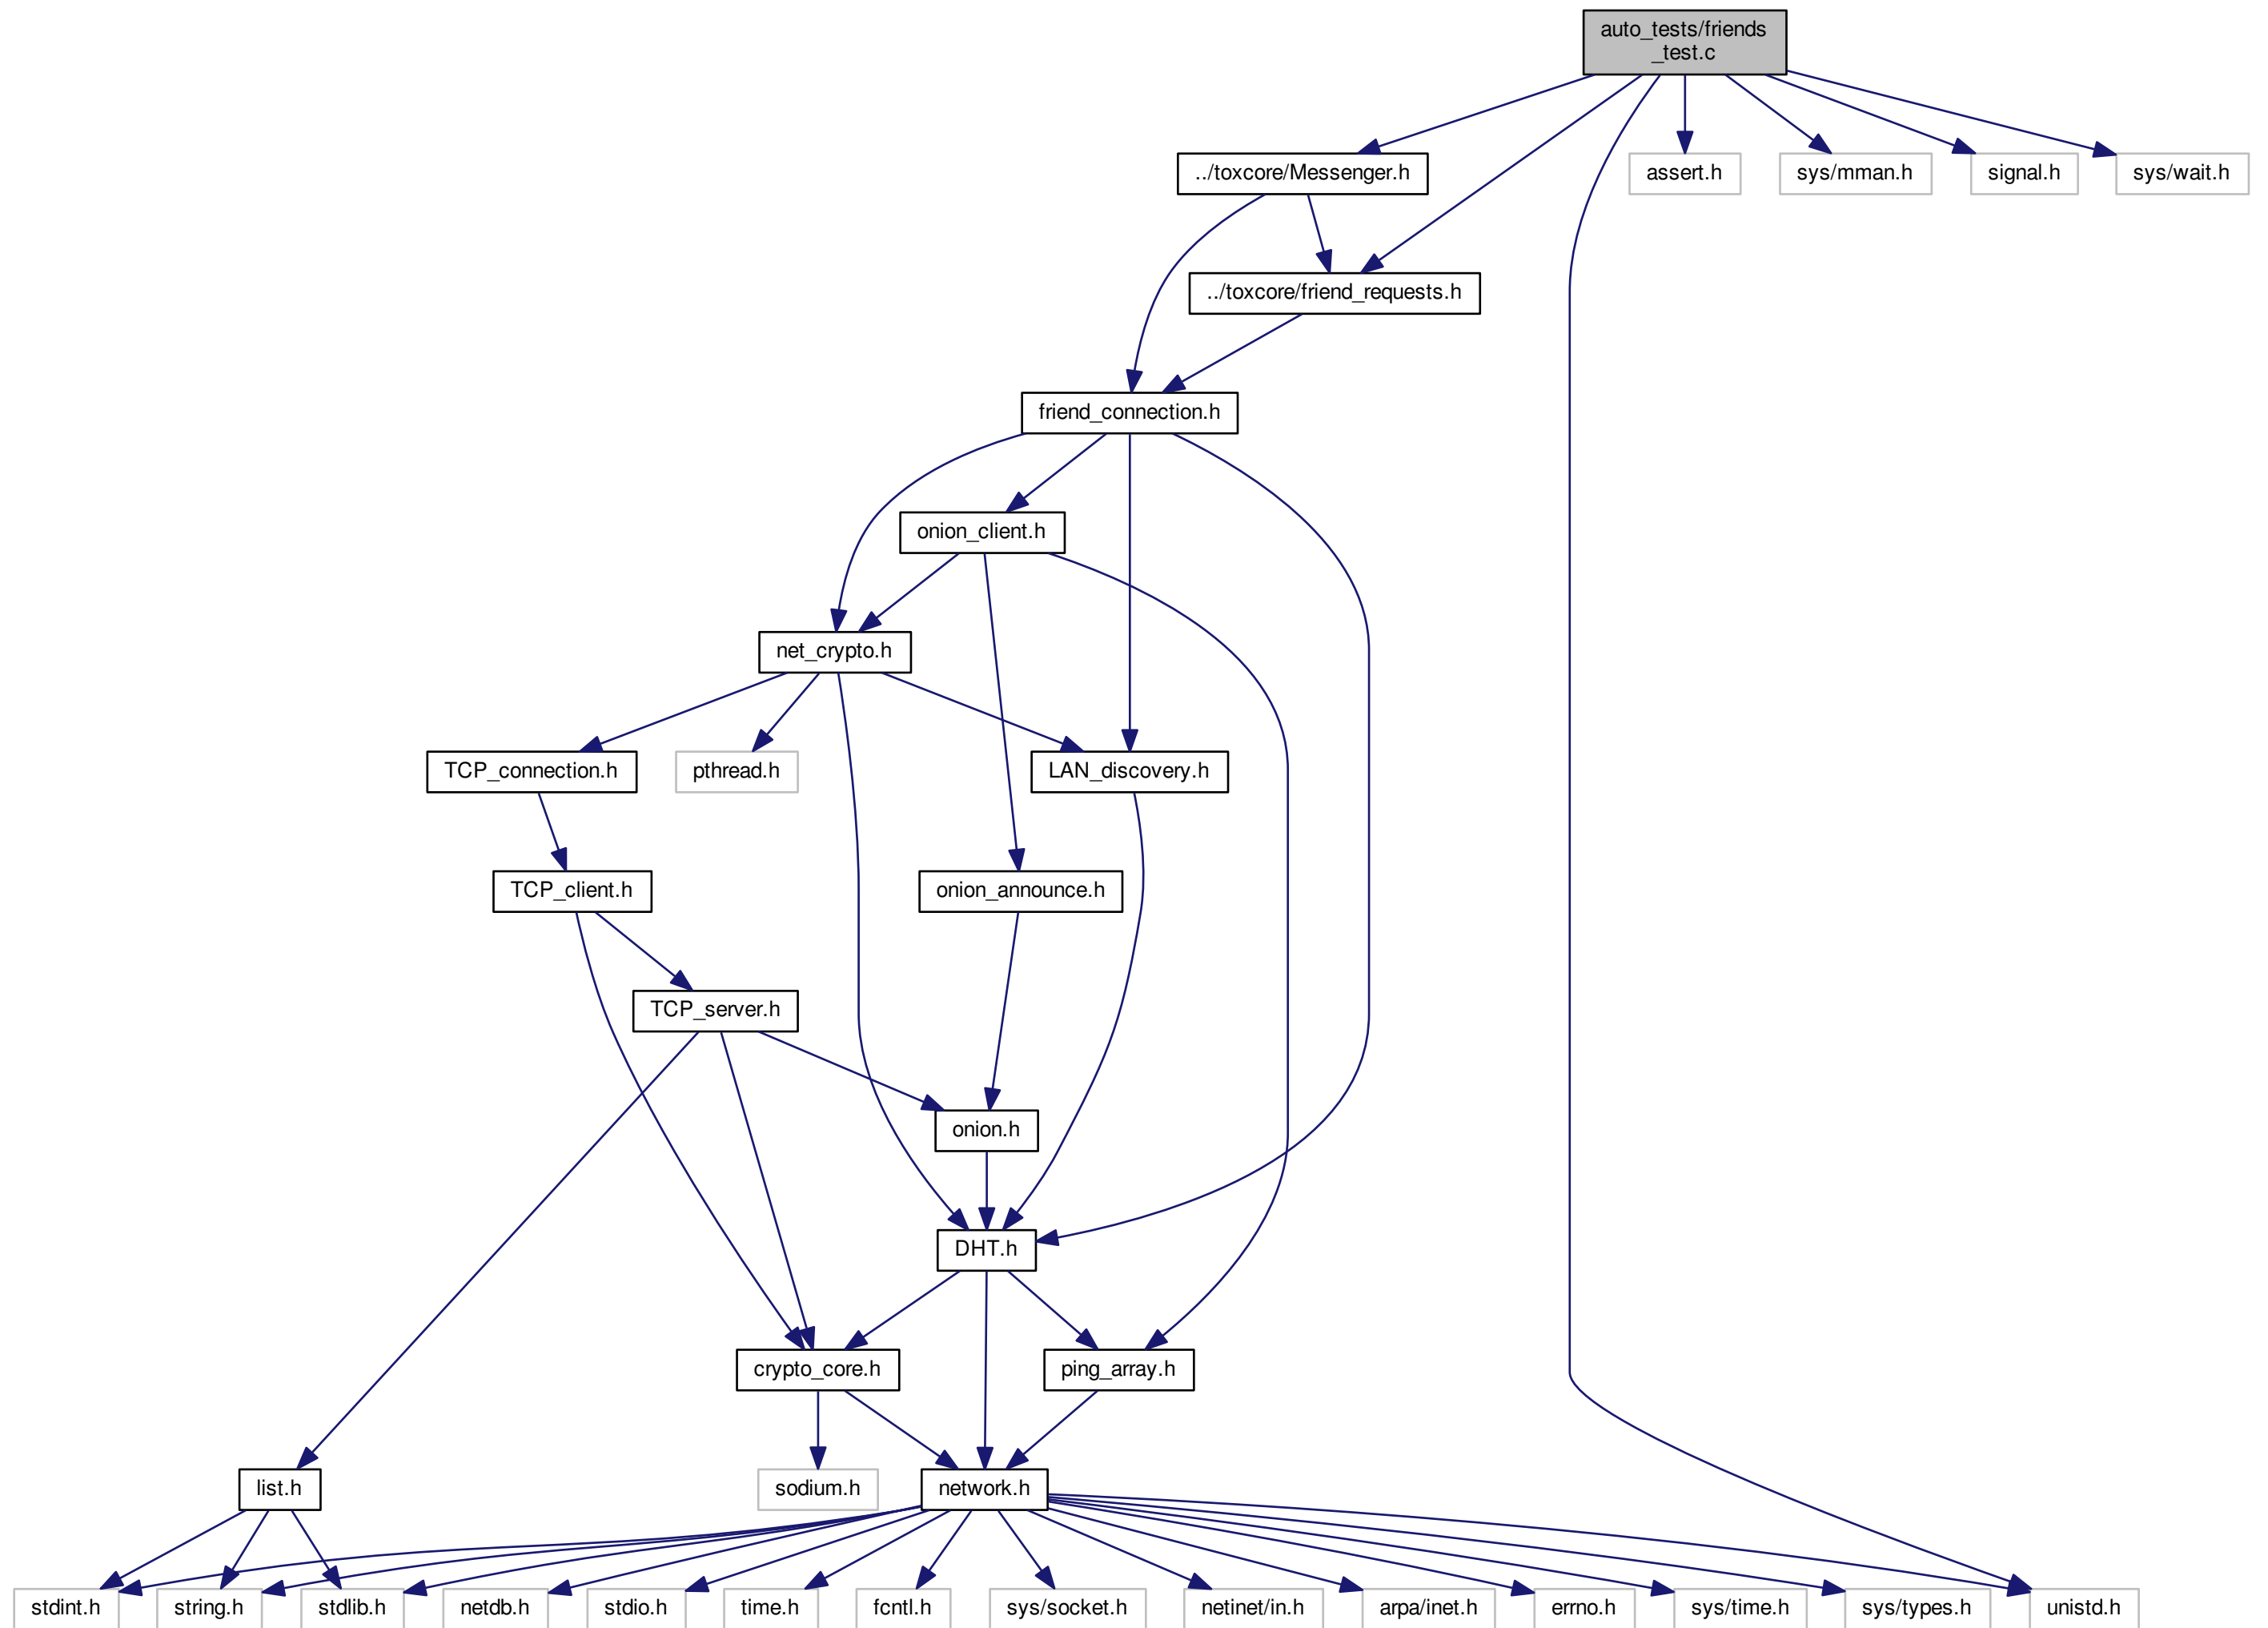 auto_tests/friends
_test.c
../toxcore/Messenger.h
assert.h
sys/mman.h
signal.h
sys/wait.h
../toxcore/friend_requests.h
friend_connection.h
onion_client.h
net_crypto.h
TCP_connection.h
pthread.h
LAN_discovery.h
TCP_client.h
onion_announce.h
TCP_server.h
onion.h
DHT.h
crypto_core.h
ping_array.h
list.h
sodium.h
network.h
stdint.h
string.h
stdlib.h
netdb.h
stdio.h
time.h
fcntl.h
sys/socket.h
netinet/in.h
arpa/inet.h
errno.h
sys/time.h
sys/types.h
unistd.h